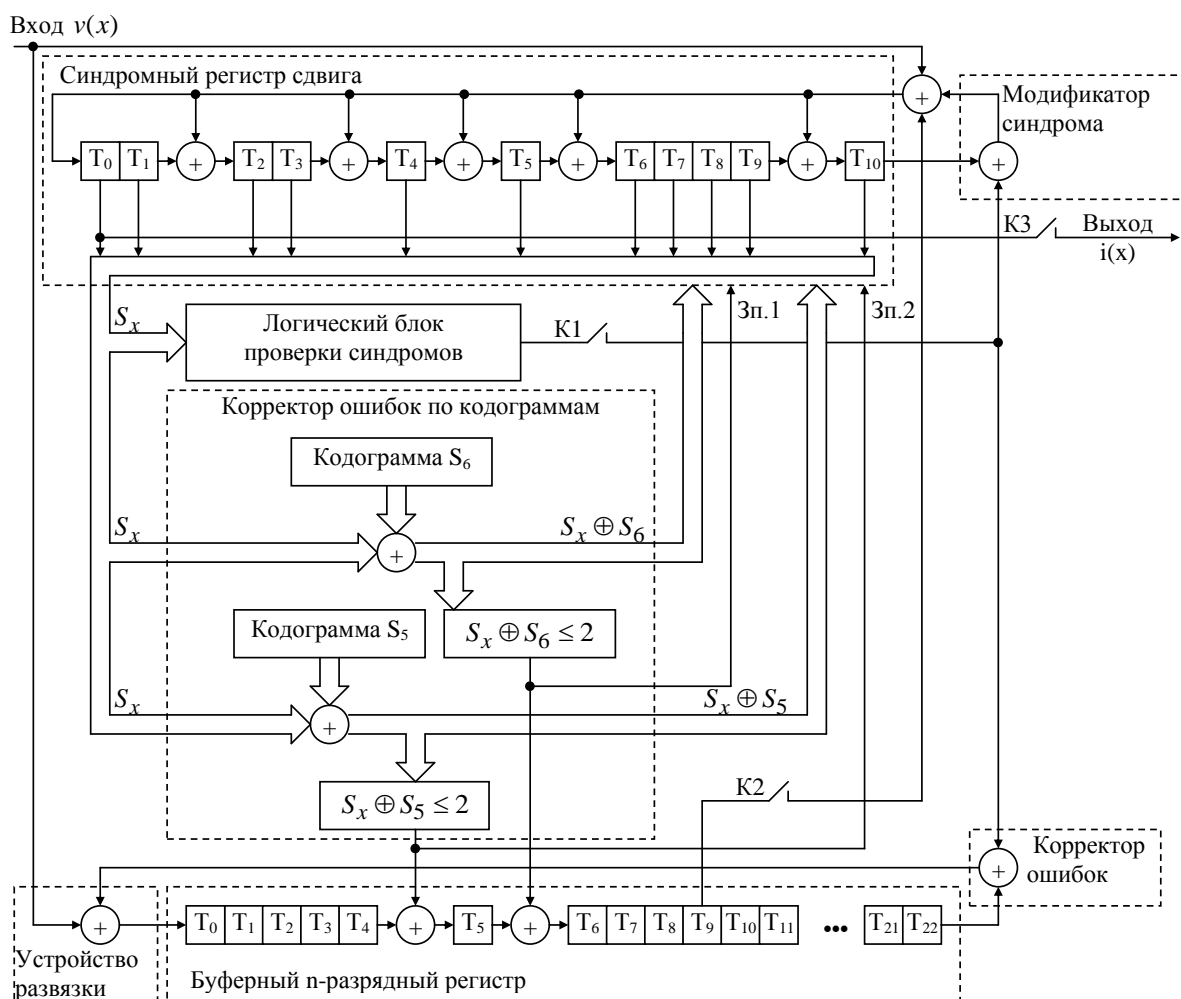 Вход v(x)
Синдромный регистр сдвига
Модификатор
синдрома
+
+ + + + +
T₀ T₁ T₂ T₃ T₄ T₅ T₆ T₇ T₈ T₉ T₁₀
+
К3
Выход
i(x)
Sₓ
Логический блок
проверки синдромов
К1
Зп.1
Зп.2
Корректор ошибок по кодограммам
Кодограмма S₆
Sₓ
+
Sₓ ⊕ S₆
Кодограмма S₅
Sₓ ⊕ S₆ ≤ 2
Sₓ
+
Sₓ ⊕ S₅
Sₓ ⊕ S₅ ≤ 2
К2
Корректор
ошибок
+
+
T₀ T₁ T₂ T₃ T₄ + T₅ + T₆ T₇ T₈ T₉ T₁₀ T₁₁ ••• T₂₁ T₂₂
Устройство
развязки
Буферный n-разрядный регистр